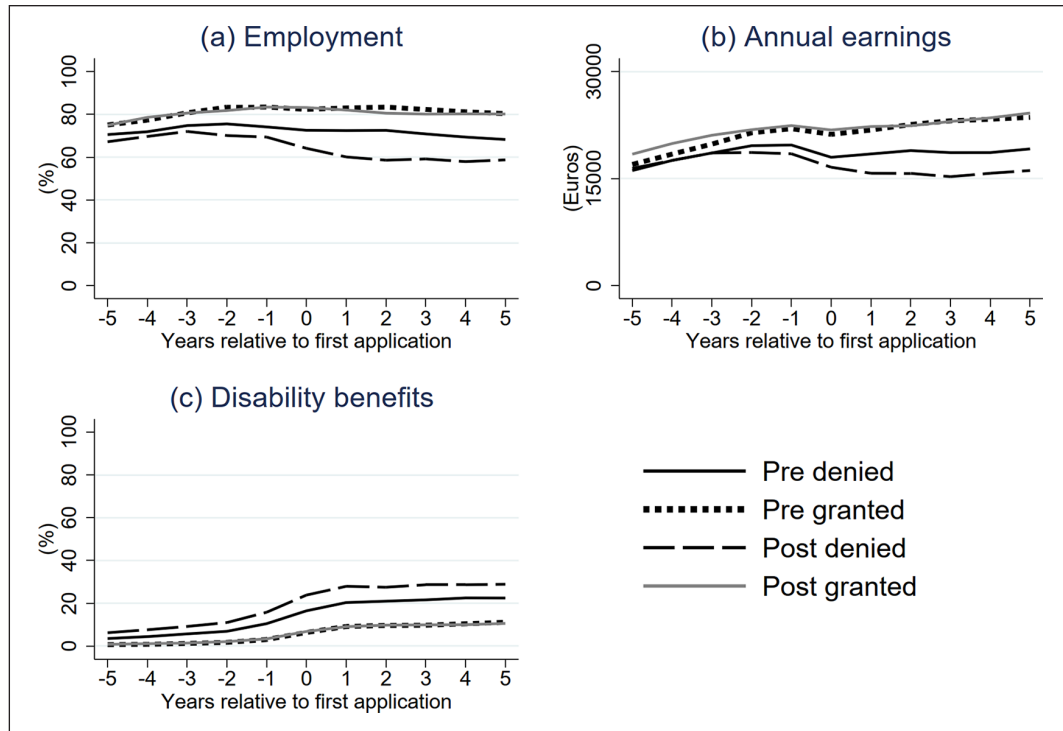 (a) Employment
100
80
60
40
20
0
(%)
-5 -4 -3 -2 -1 0 1 2 3 4 5
Years relative to first application
(b) Annual earnings
30000
15000
0
(Euros)
-5 -4 -3 -2 -1 0 1 2 3 4 5
Years relative to first application
(c) Disability benefits
100
80
60
40
20
0
(%)
-5 -4 -3 -2 -1 0 1 2 3 4 5
Years relative to first application
Pre denied
Pre granted
Post denied
Post granted